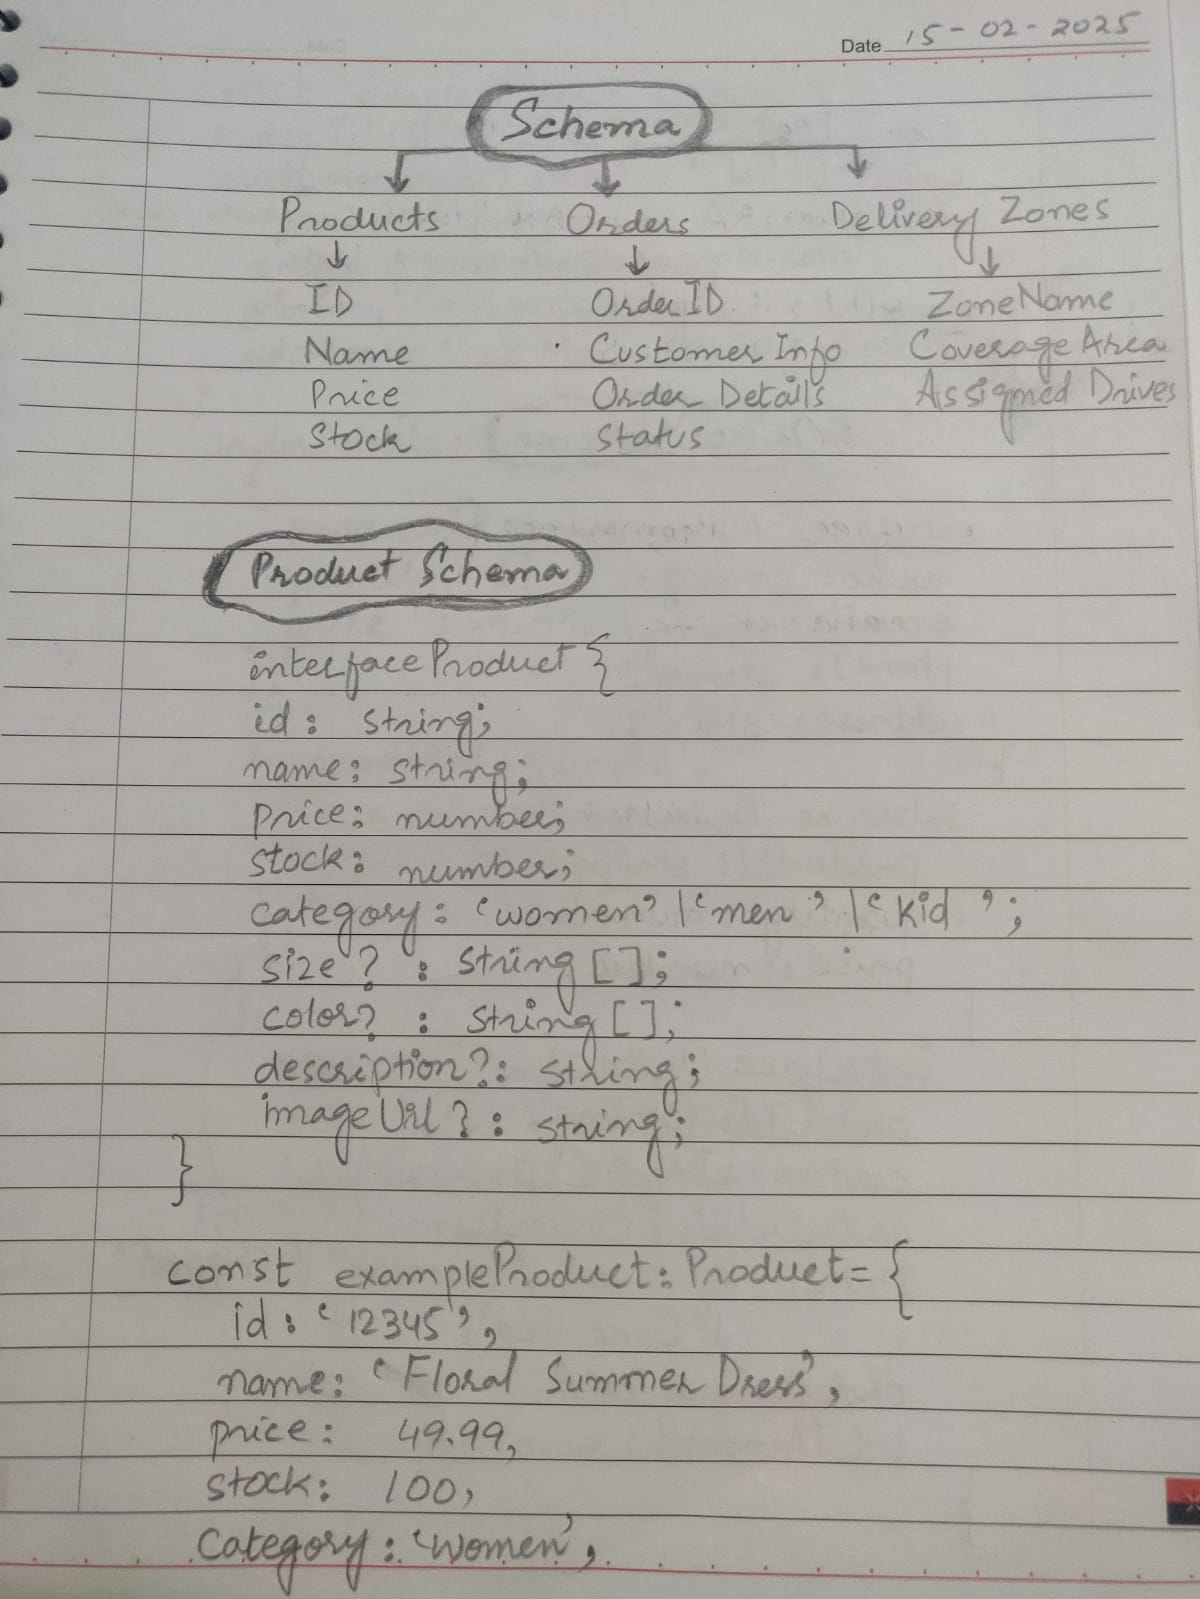 Date 15-02-2025
Schema
Products Orders Delivery Zones
ID Order ID ZoneName
Name Customer Info Coverage Area
Price Order Details Assigned Drives
Stock Status
Product Schema
interface Product {
id: string;
name: string;
price: number;
stock: number;
category: 'women' | 'men' | 'kid';
size? : string[];
color? : string[];
description?: string;
imageUrl?: string;
}
const exampleProduct: Product = {
id: '12345',
name: 'Floral Summer Dress',
price: 49.99,
stock: 100,
category: 'women',